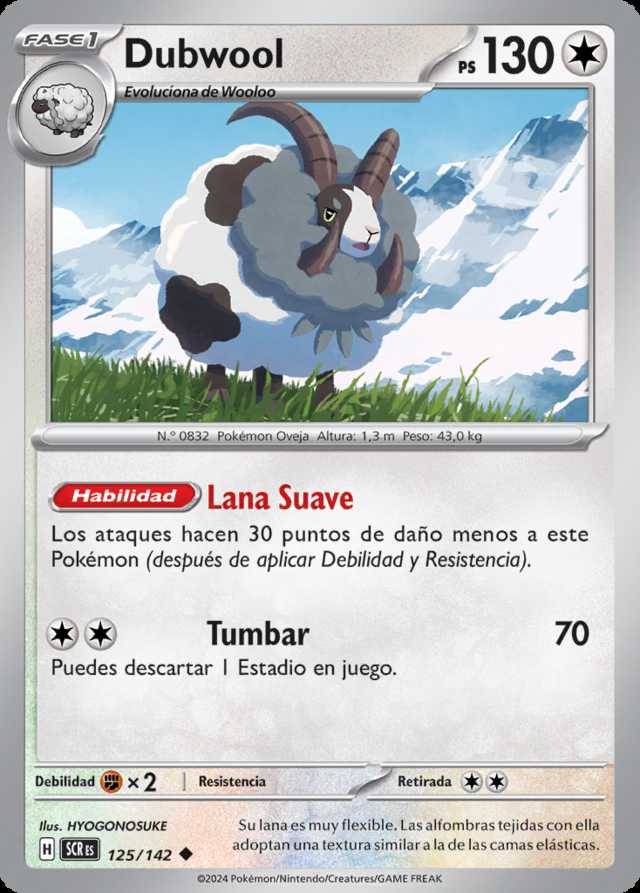 FASE 1
Dubwool
PS 130
Evoluciona de Wooloo
N.º 0832 Pokémon Oveja Altura: 1,3 m Peso: 43,0 kg
Habilidad Lana Suave
Los ataques hacen 30 puntos de daño menos a este
Pokémon (después de aplicar Debilidad y Resistencia).
Tumbar 70
Puedes descartar 1 Estadio en juego.
Debilidad ×2 Resistencia Retirada
Ilus. HYOGONOSUKE
H SCR ES 125/142
Su lana es muy flexible. Las alfombras tejidas con ella
adoptan una textura similar a la de las camas elásticas.
©2024 Pokémon/Nintendo/Creatures/GAME FREAK